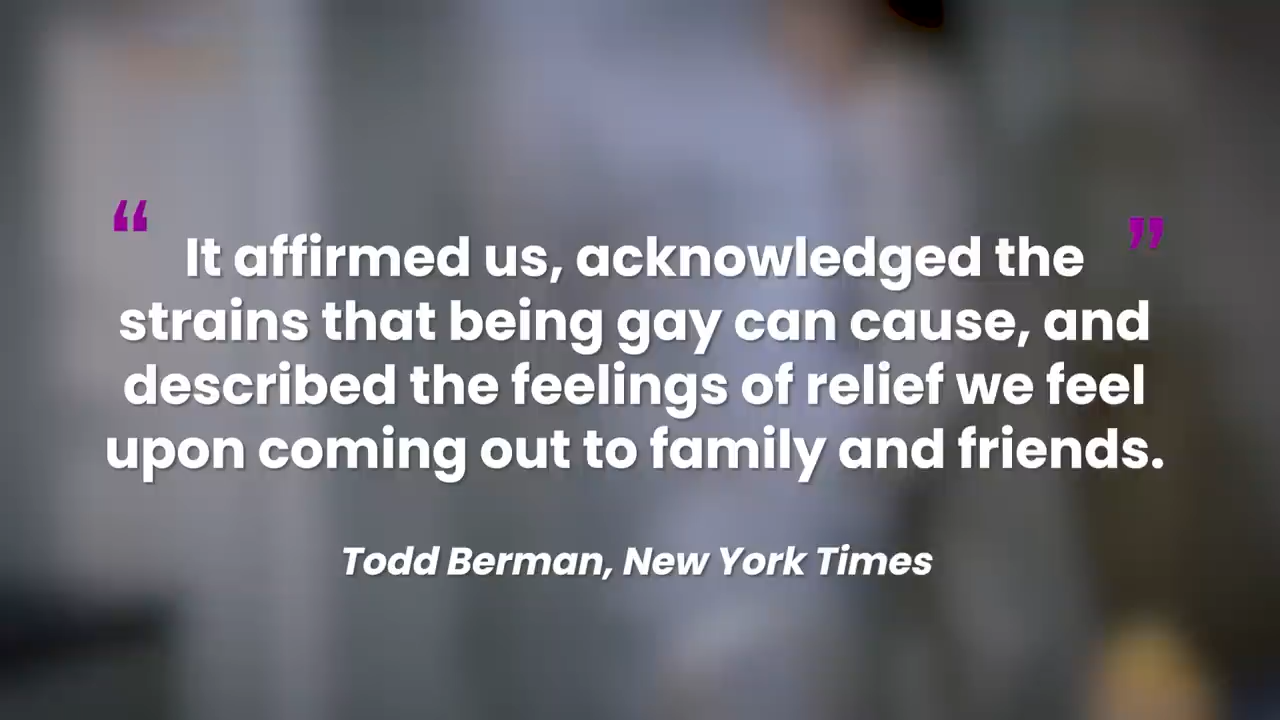 “ It affirmed us, acknowledged the ”
strains that being gay can cause, and
described the feelings of relief we feel
upon coming out to family and friends.
Todd Berman, New York Times